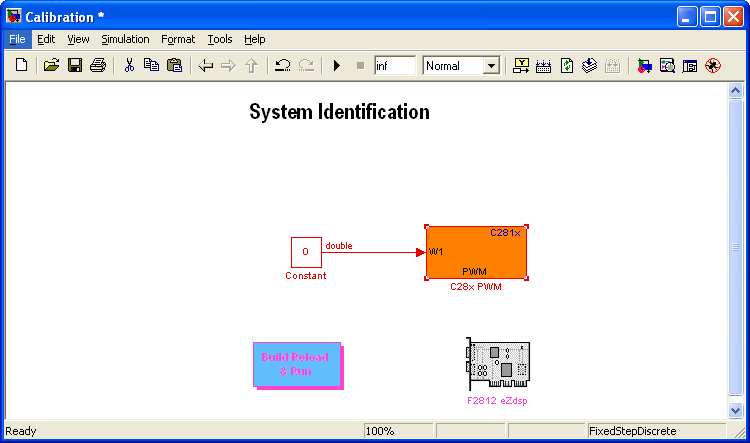 Calibration *
File Edit View Simulation Format Tools Help
inf Normal
System Identification
C281x
0 double W1
PWM
Constant
C28x PWM
Build Reload
& Run
F2812 eZdsp
Ready 100% FixedStepDiscrete